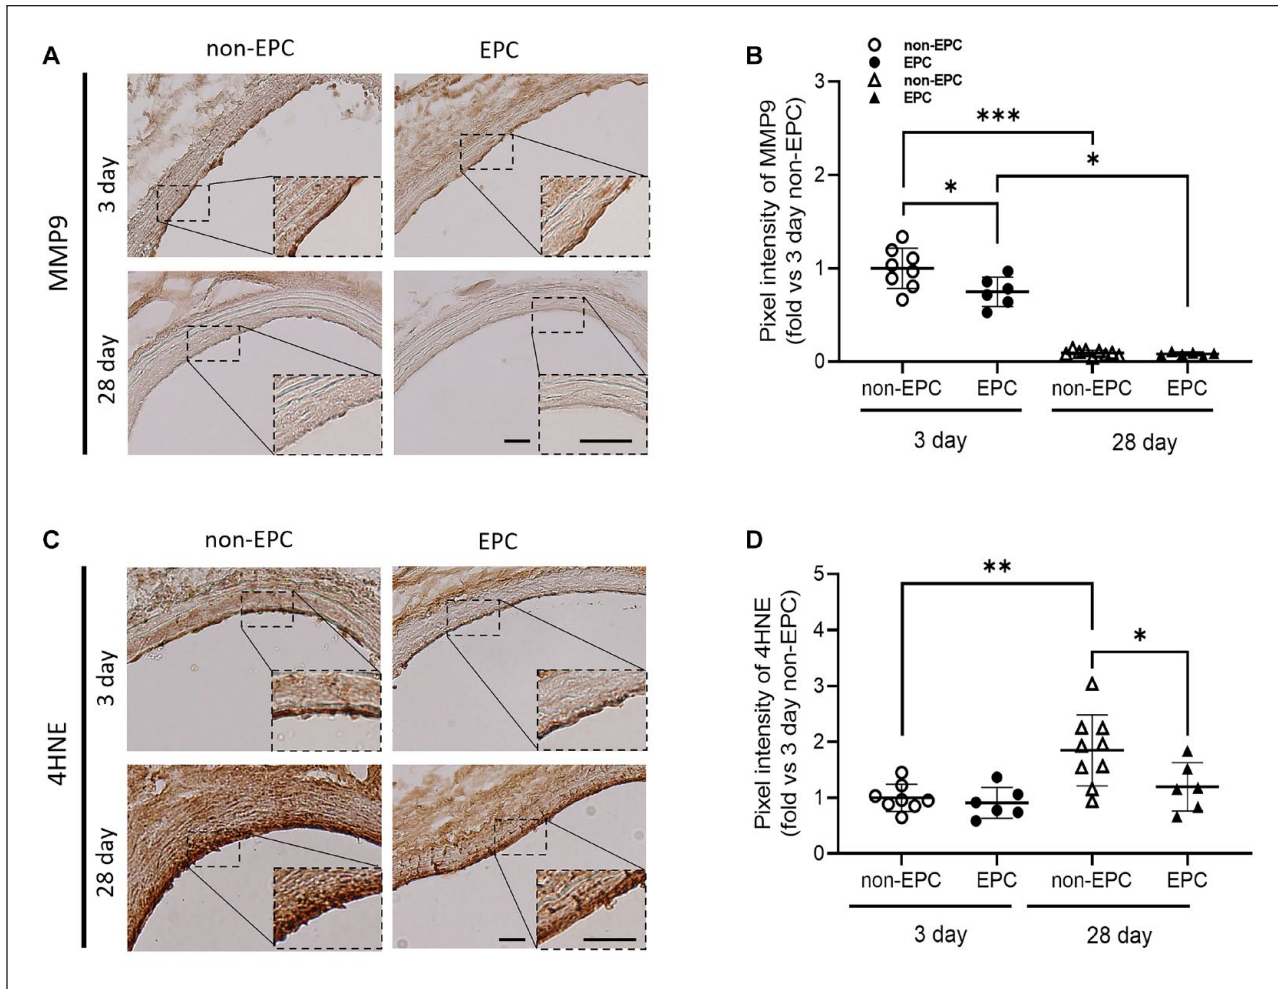 A
non-EPC
EPC
MMP9
3 day
28 day
B
non-EPC
EPC
non-EPC
EPC
Pixel intensity of MMP9
(fold vs 3 day non-EPC)
3
2
1
0
***
*
*
non-EPC
EPC
non-EPC
EPC
3 day
28 day
C
non-EPC
EPC
4HNE
3 day
28 day
D
Pixel intensity of 4HNE
(fold vs 3 day non-EPC)
5
4
3
2
1
0
**
*
non-EPC
EPC
non-EPC
EPC
3 day
28 day